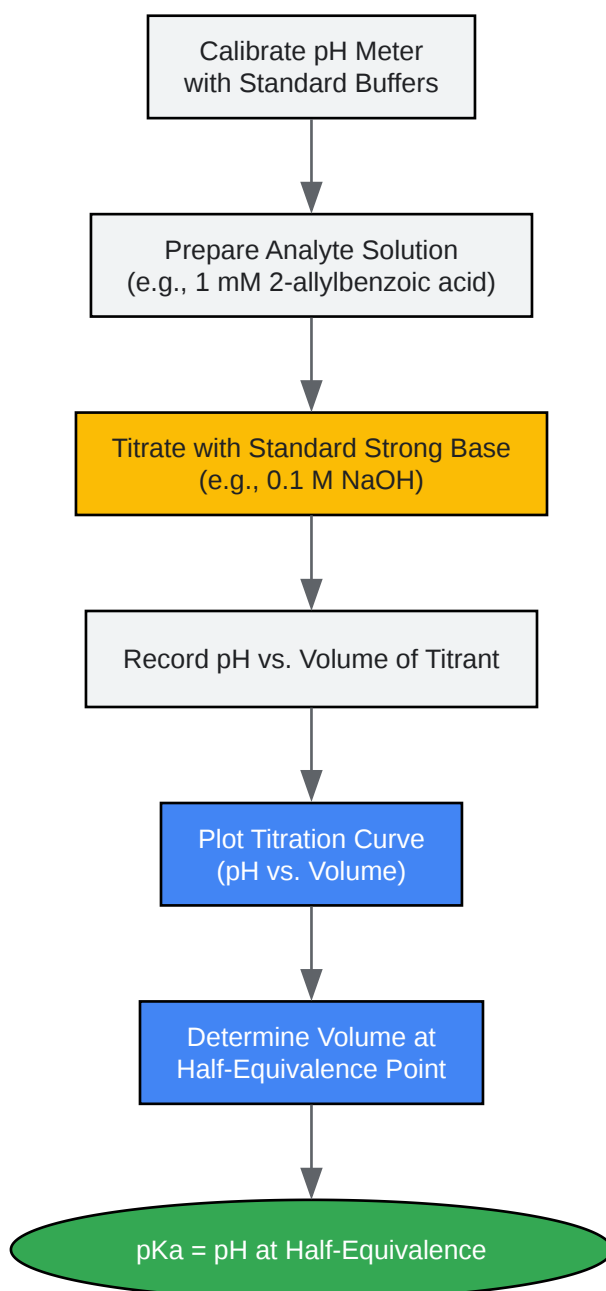 Calibrate pH Meter
with Standard Buffers
Prepare Analyte Solution
(e.g., 1 mM 2-allylbenzoic acid)
Titrate with Standard Strong Base
(e.g., 0.1 M NaOH)
Record pH vs. Volume of Titrant
Plot Titration Curve
(pH vs. Volume)
Determine Volume at
Half-Equivalence Point
pKa = pH at Half-Equivalence